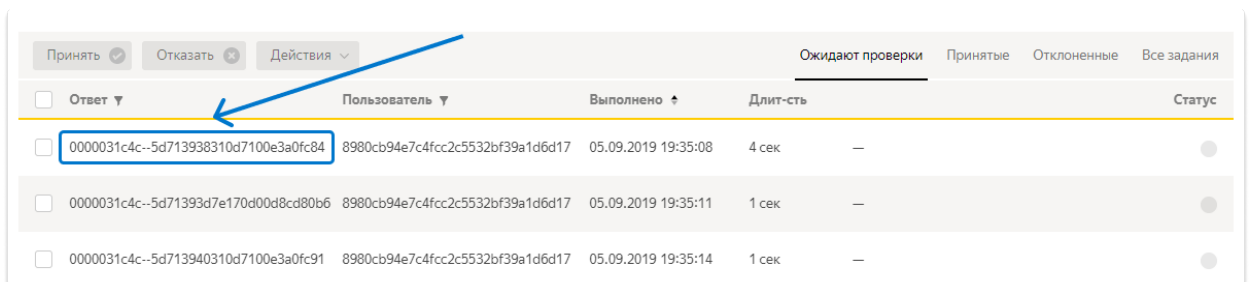 Принять Отказать Действия Ожидают проверки Принятые Отклоненные Все задания
Ответ Пользователь Выполнено Длит-сть Статус
0000031c4c--5d713938310d7100e3a0fc84 8980cb94e7c4fcc2c5532bf39a1d6d17 05.09.2019 19:35:08 4 сек —
0000031c4c--5d71393d7e170d00d8cd80b6 8980cb94e7c4fcc2c5532bf39a1d6d17 05.09.2019 19:35:11 1 сек —
0000031c4c--5d713940310d7100e3a0fc91 8980cb94e7c4fcc2c5532bf39a1d6d17 05.09.2019 19:35:14 1 сек —